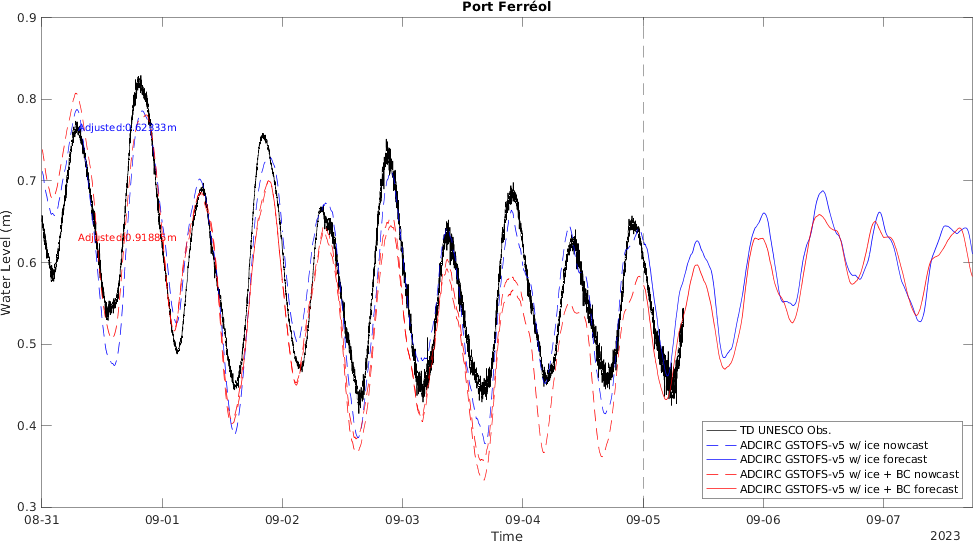 Port Ferréol
0.9
0.8
0.7
0.6
0.5
0.4
0.3
Water Level (m)
Adjusted:0.62333m
08-31
09-01
09-02
09-03
09-04
09-05
09-06
09-07
Time
2023
TD UNESCO Obs.
ADCIRC GSTOFS-v5 w/ ice nowcast
ADCIRC GSTOFS-v5 w/ ice forecast
ADCIRC GSTOFS-v5 w/ ice + BC nowcast
ADCIRC GSTOFS-v5 w/ ice + BC forecast